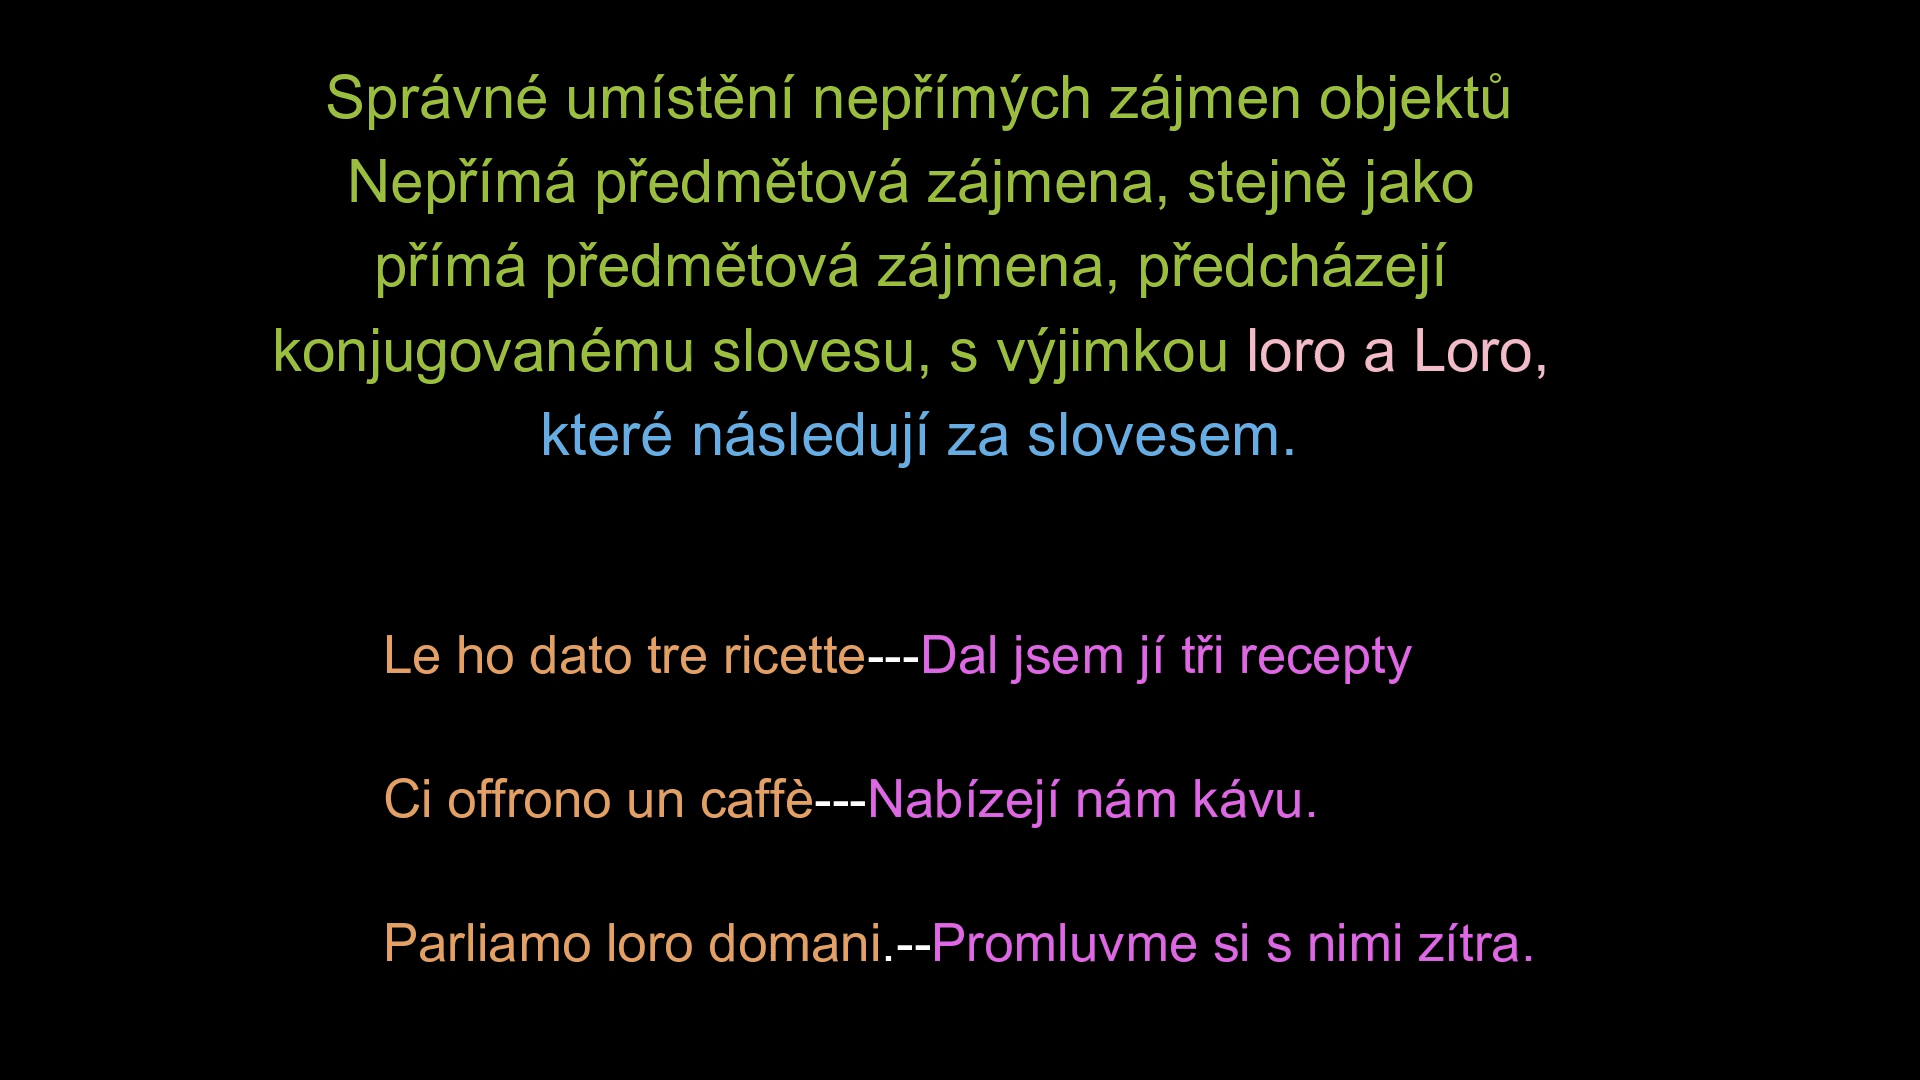 Správné umístění nepřímých zájmen objektů
Nepřímá předmětová zájmena, stejně jako
přímá předmětová zájmena, předcházejí
konjugovanému slovesu, s výjimkou loro a Loro,
které následují za slovesem.
Le ho dato tre ricette---Dal jsem jí tři recepty
Ci offrono un caffè---Nabízejí nám kávu.
Parliamo loro domani.--Promluvme si s nimi zítra.